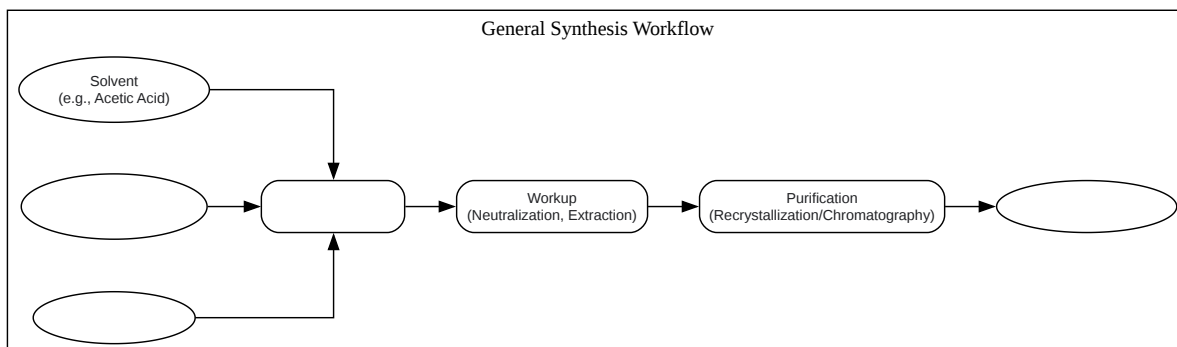 General Synthesis Workflow
Solvent
(e.g., Acetic Acid)
Workup
(Neutralization, Extraction)
Purification
(Recrystallization/Chromatography)